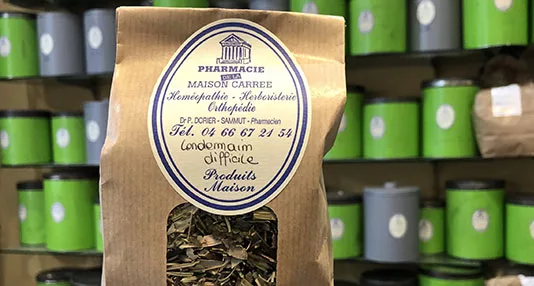 PHARMACIE
DE LA
MAISON CARREE
Homéopathie - Herboristerie
Orthopédie
Dr P. DORIER - SAMMUT - Pharmacien
Tél. 04 66 67 21 54
Londemain
difficile
Produits
Maison